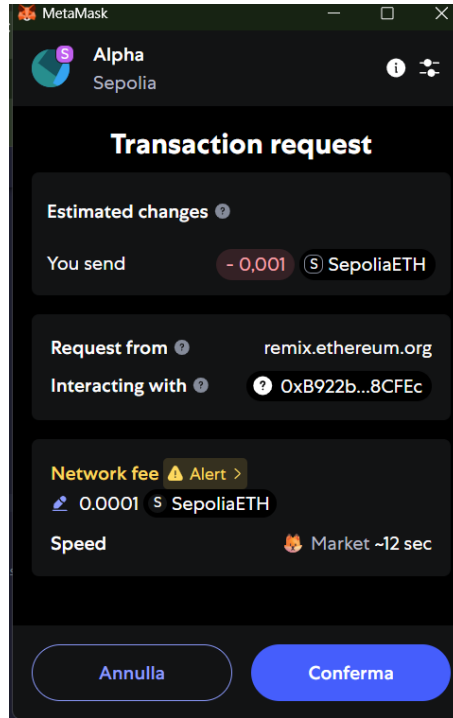 MetaMask
S
Alpha
Sepolia
Transaction request
Estimated changes ?
You send - 0,001 S SepoliaETH
Request from ? remix.ethereum.org
Interacting with ? ? 0xB922b...8CFEc
Network fee Alert >
0.0001 S SepoliaETH
Speed Market ~12 sec
Annulla Conferma